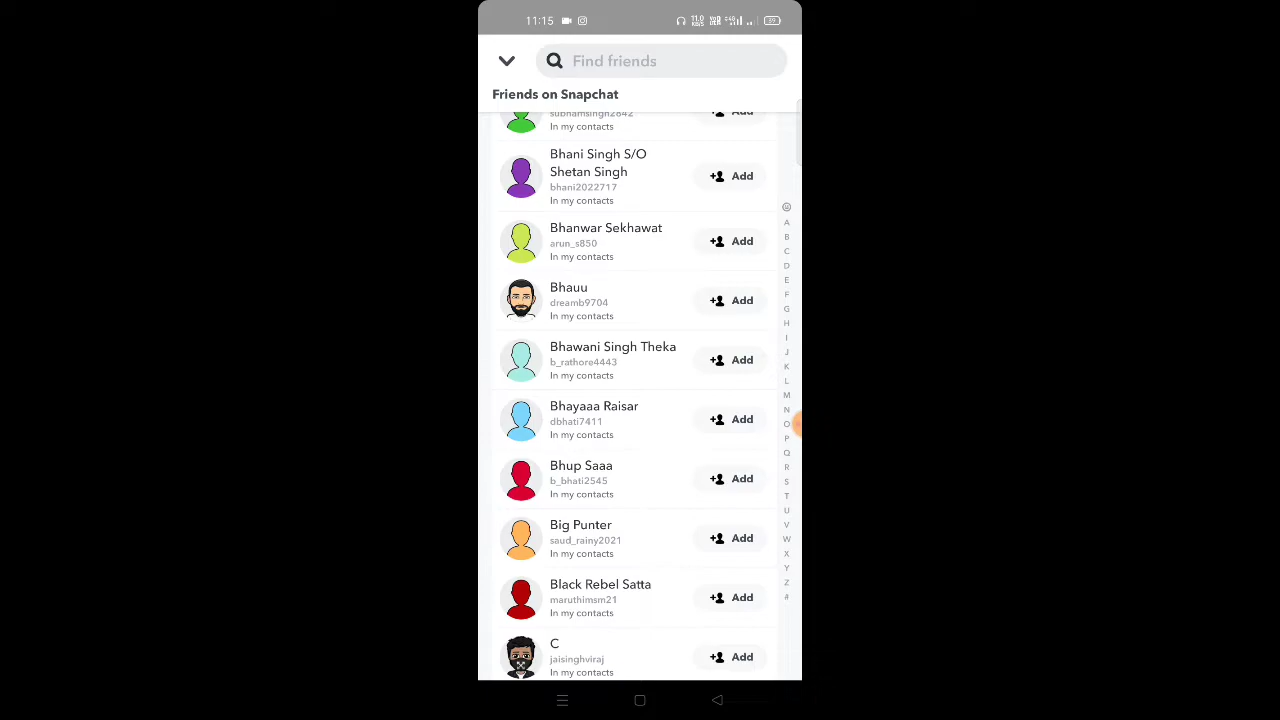 11:15
29
Find friends
Friends on Snapchat
subhamsingh2842
Add
In my contacts
Bhani Singh S/O
Shetan Singh
bhani2022717
Add
In my contacts
Bhanwar Sekhawat
arun_s850
Add
In my contacts
Bhauu
dreamb9704
Add
In my contacts
Bhawani Singh Theka
b_rathore4443
Add
In my contacts
Bhayaaa Raisar
dbhati7411
Add
In my contacts
Bhup Saaa
b_bhati2545
Add
In my contacts
Big Punter
saud_rainy2021
Add
In my contacts
Black Rebel Satta
maruthimsm21
Add
In my contacts
C
jaisinghviraj
Add
In my contacts
A
B
C
D
E
F
G
H
I
J
K
L
M
N
O
P
Q
R
S
T
U
V
W
X
Y
Z
#